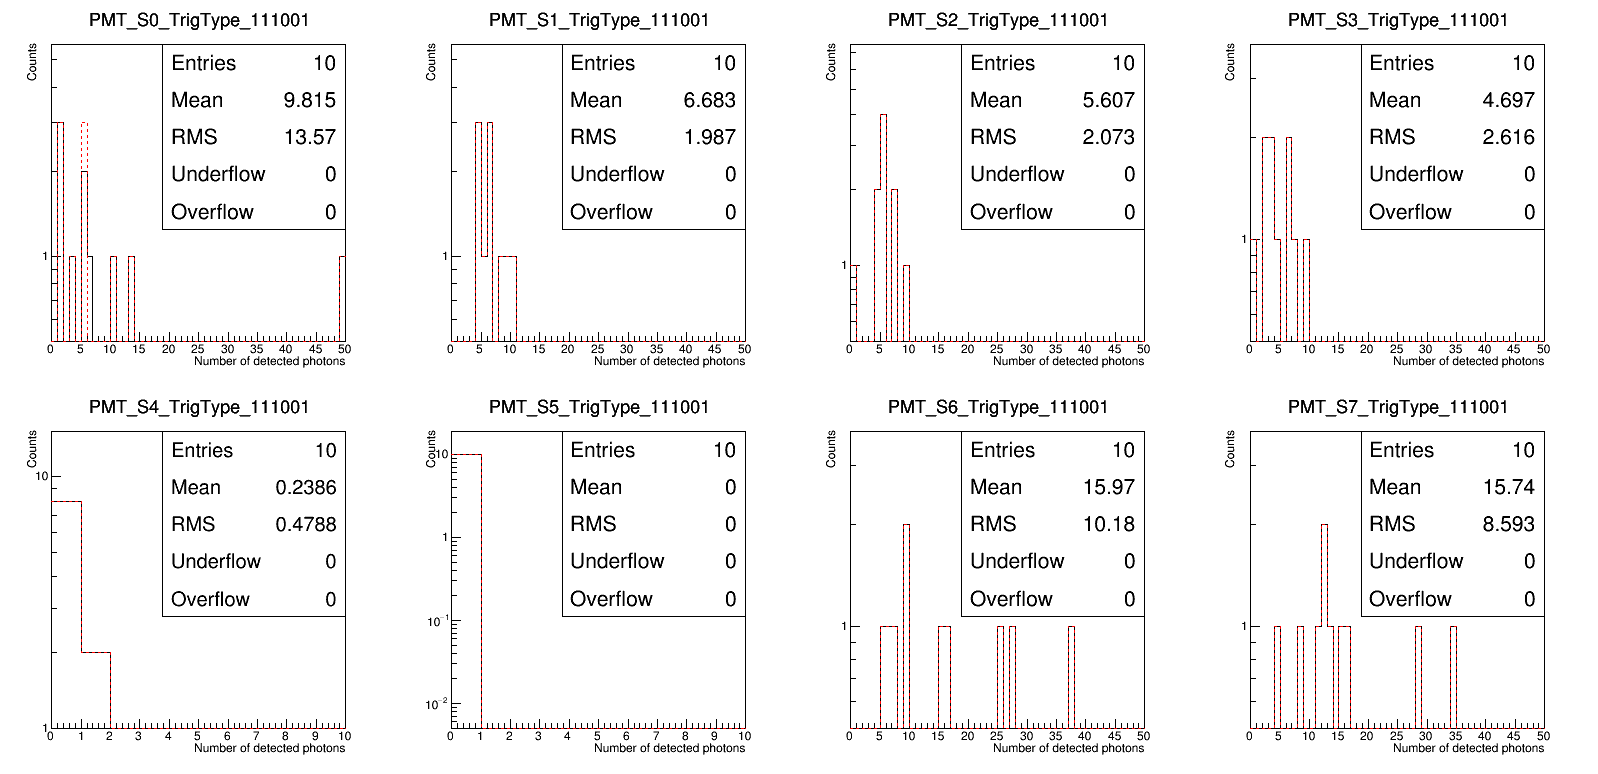 PMT_S0_TrigType_111001
Counts
Entries 10
Mean 9.815
RMS 13.57
Underflow 0
Overflow 0
1
0 5 10 15 20 25 30 35 40 45 50
Number of detected photons
PMT_S1_TrigType_111001
Counts
Entries 10
Mean 6.683
RMS 1.987
Underflow 0
Overflow 0
1
0 5 10 15 20 25 30 35 40 45 50
Number of detected photons
PMT_S2_TrigType_111001
Counts
Entries 10
Mean 5.607
RMS 2.073
Underflow 0
Overflow 0
1
0 5 10 15 20 25 30 35 40 45 50
Number of detected photons
PMT_S3_TrigType_111001
Counts
Entries 10
Mean 4.697
RMS 2.616
Underflow 0
Overflow 0
1
0 5 10 15 20 25 30 35 40 45 50
Number of detected photons
PMT_S4_TrigType_111001
Counts
Entries 10
Mean 0.2386
RMS 0.4788
Underflow 0
Overflow 0
10
1
0 1 2 3 4 5 6 7 8 9 10
Number of detected photons
PMT_S5_TrigType_111001
Counts
Entries 10
Mean 0
RMS 0
Underflow 0
Overflow 0
10
1
10⁻¹
10⁻²
0 1 2 3 4 5 6 7 8 9 10
Number of detected photons
PMT_S6_TrigType_111001
Counts
Entries 10
Mean 15.97
RMS 10.18
Underflow 0
Overflow 0
1
0 5 10 15 20 25 30 35 40 45 50
Number of detected photons
PMT_S7_TrigType_111001
Counts
Entries 10
Mean 15.74
RMS 8.593
Underflow 0
Overflow 0
1
0 5 10 15 20 25 30 35 40 45 50
Number of detected photons